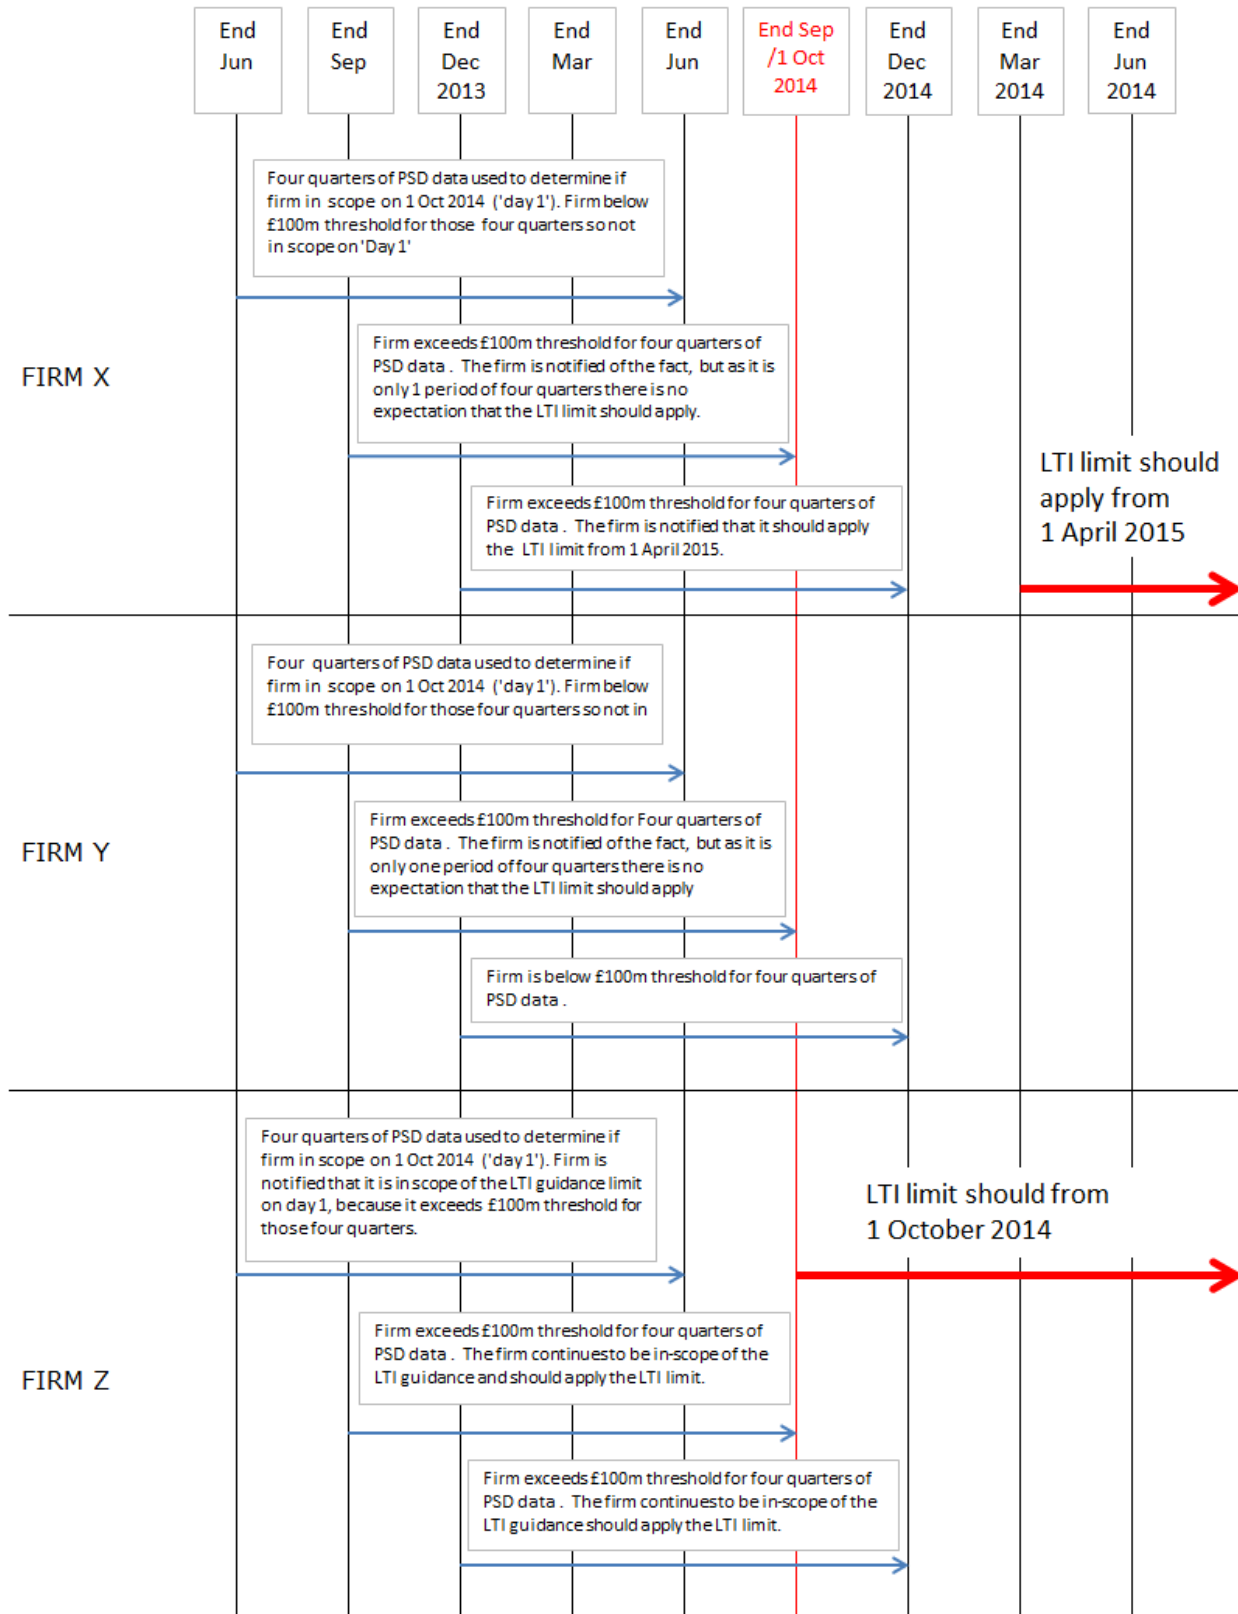 End
Jun
End
Sep
End
Dec
2013
End
Mar
End
Jun
End Sep
/1 Oct
2014
End
Dec
2014
End
Mar
2014
End
Jun
2014
Four quarters of PSD data used to determine if
firm in scope on 1 Oct 2014 ('day 1'). Firm below
£100m threshold for those four quarters so not
in scope on 'Day 1'
FIRM X
Firm exceeds £100m threshold for four quarters of
PSD data . The firm is notified of the fact, but as it is
only 1 period of four quarters there is no
expectation that the LTI limit should apply.
Firm exceeds £100m threshold for four quarters of
PSD data . The firm is notified that it should apply
the LTI limit from 1 April 2015.
LTI limit should
apply from
1 April 2015
Four quarters of PSD data used to determine if
firm in scope on 1 Oct 2014 ('day 1'). Firm below
£100m threshold for those four quarters so not in
FIRM Y
Firm exceeds £100m threshold for Four quarters of
PSD data . The firm is notified of the fact, but as it is
only one period of four quarters there is no
expectation that the LTI limit should apply
Firm is below £100m threshold for four quarters of
PSD data .
Four quarters of PSD data used to determine if
firm in scope on 1 Oct 2014 ('day 1'). Firm is
notified that it is in scope of the LTI guidance limit
on day 1, because it exceeds £100m threshold for
those four quarters.
LTI limit should from
1 October 2014
FIRM Z
Firm exceeds £100m threshold for four quarters of
PSD data . The firm continues to be in-scope of the
LTI guidance and should apply the LTI limit.
Firm exceeds £100m threshold for four quarters of
PSD data . The firm continues to be in-scope of the
LTI guidance should apply the LTI limit.